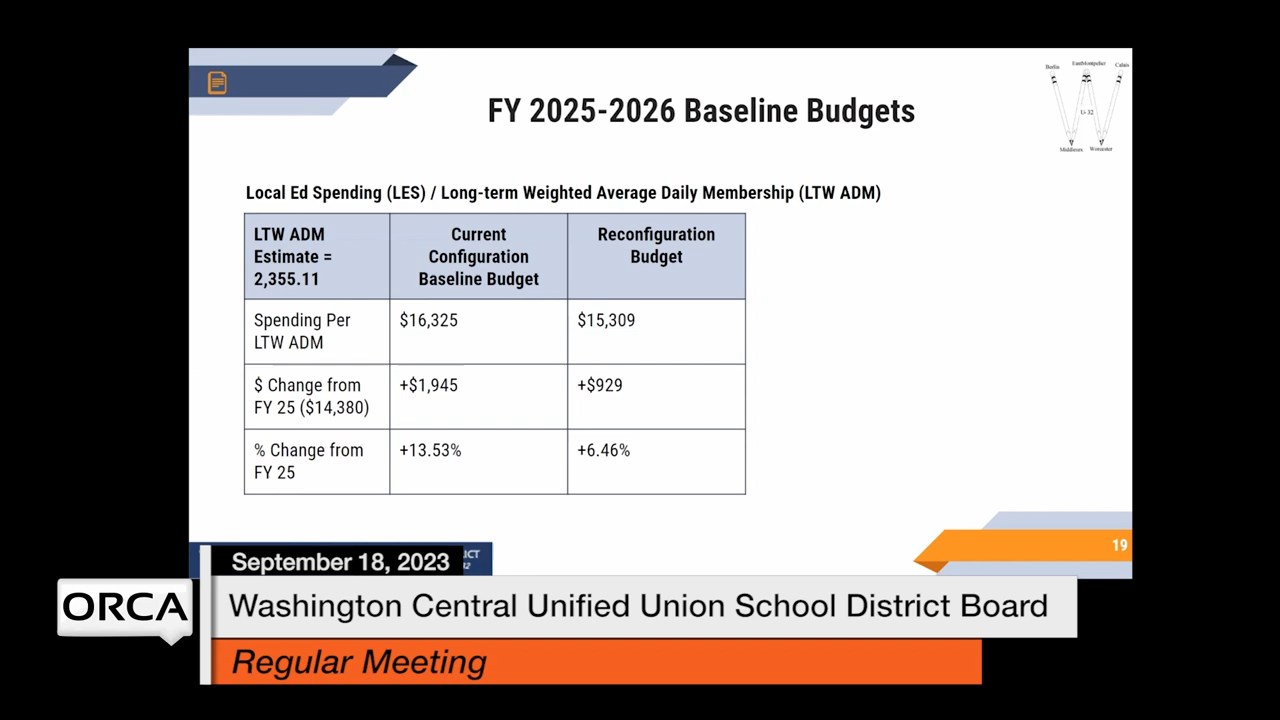 Berlin
EastMontpelier
Calais
U-32
Middlesex
Worcester
FY 2025-2026 Baseline Budgets
Local Ed Spending (LES) / Long-term Weighted Average Daily Membership (LTW ADM)
LTW ADM
Estimate =
2,355.11
Current
Configuration
Baseline Budget
Reconfiguration
Budget
Spending Per
LTW ADM
$16,325
$15,309
$ Change from
FY 25 ($14,380)
+$1,945
+$929
% Change from
FY 25
+13.53%
+6.46%
19
September 18, 2023
ORCA
Washington Central Unified Union School District Board
Regular Meeting